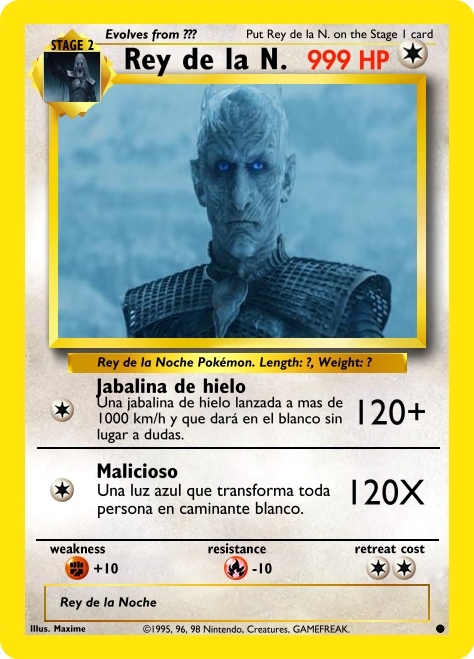 Evolves from ???
Put Rey de la N. on the Stage 1 card
STAGE 2
Rey de la N. 999 HP
Rey de la Noche Pokémon. Length: ?, Weight: ?
Jabalina de hielo
Una jabalina de hielo lanzada a mas de
1000 km/h y que dará en el blanco sin
lugar a dudas.
120+
Malicioso
Una luz azul que transforma toda
persona en caminante blanco.
120X
weakness
+10
resistance
-10
retreat cost
Rey de la Noche
Illus. Maxime
©1995, 96, 98 Nintendo, Creatures, GAMEFREAK.